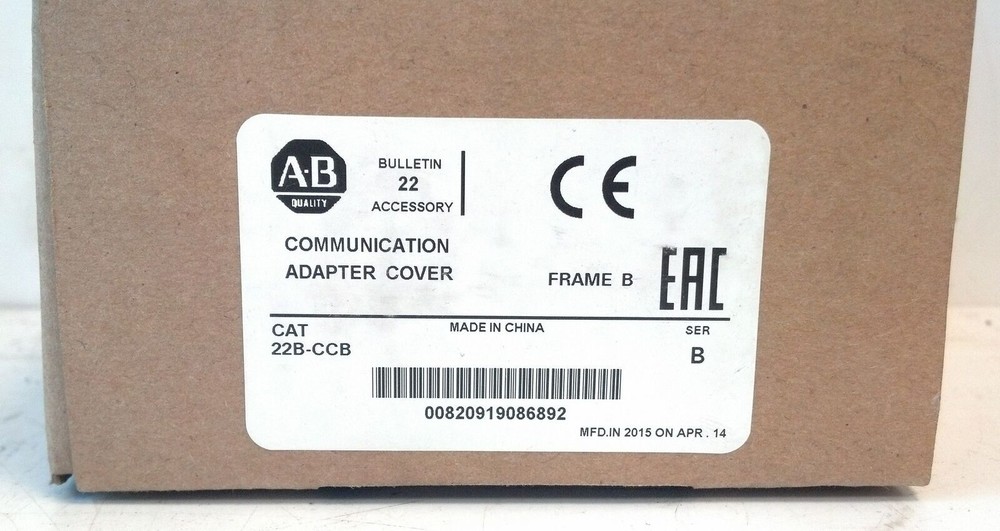 A·B
QUALITY
BULLETIN
22
ACCESSORY
CE
COMMUNICATION
ADAPTER COVER
FRAME B
EAC
CAT
22B-CCB
MADE IN CHINA
SER
B
00820919086892
MFD.IN 2015 ON APR . 14